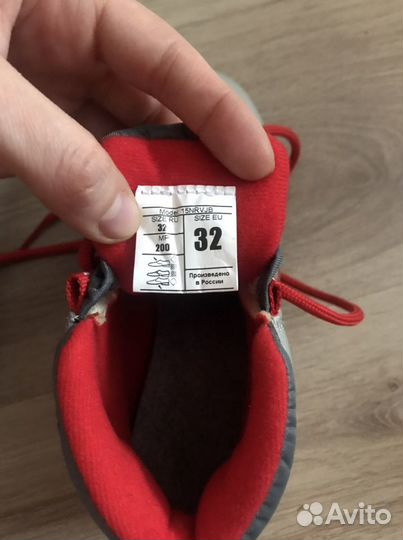 Model 15NRVJB
SIZE RU SIZE EU
32
32
MP
200
Произведено
в России
Avito